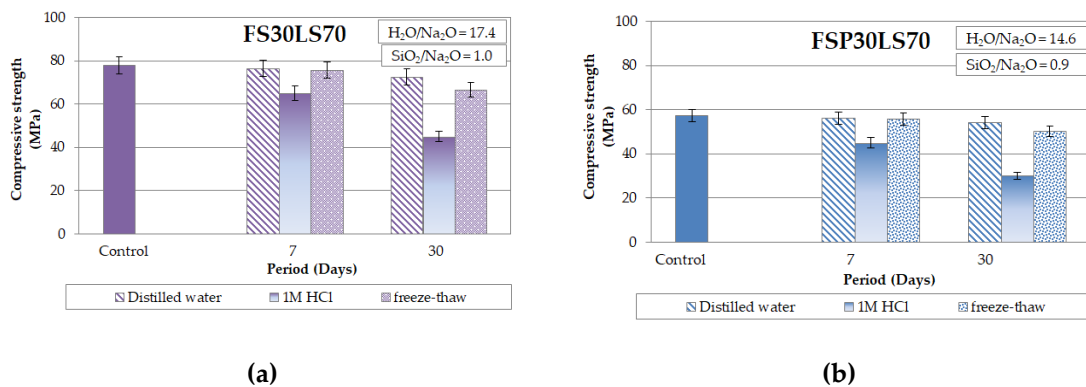 FS30LS70
H₂O/Na₂O = 17.4
SiO₂/Na₂O = 1.0
Compressive strength
(MPa)
100
80
60
40
20
0
Control
7
30
Period (Days)
Distilled water
1M HCl
freeze-thaw
(a)
FSP30LS70
H₂O/Na₂O = 14.6
SiO₂/Na₂O = 0.9
Compressive strength
(MPa)
100
80
60
40
20
0
Control
7
30
Period (Days)
Distilled water
1M HCl
freeze-thaw
(b)